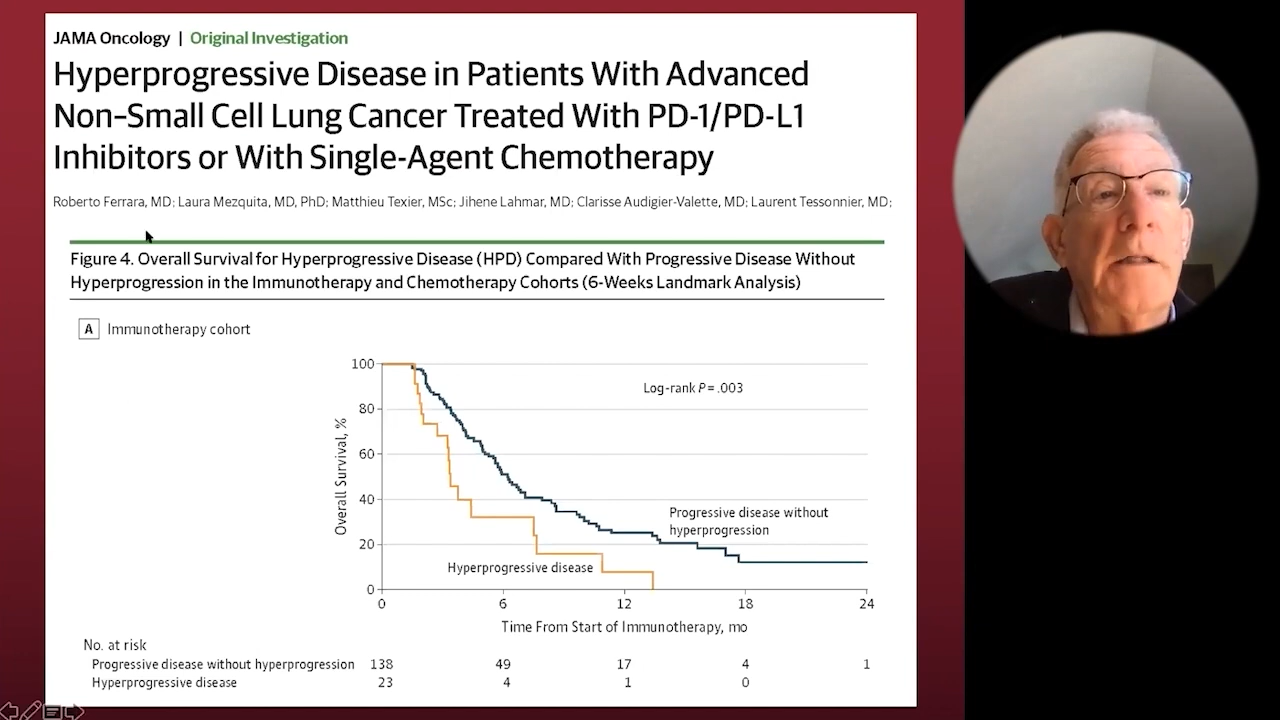 JAMA Oncology | Original Investigation
Hyperprogressive Disease in Patients With Advanced
Non-Small Cell Lung Cancer Treated With PD-1/PD-L1
Inhibitors or With Single-Agent Chemotherapy
Roberto Ferrara, MD; Laura Mezquita, MD, PhD; Matthieu Texier, MSc; Jihene Lahmar, MD; Clarisse Audigier-Valette, MD; Laurent Tessonnier, MD;
Figure 4. Overall Survival for Hyperprogressive Disease (HPD) Compared With Progressive Disease Without
Hyperprogression in the Immunotherapy and Chemotherapy Cohorts (6-Weeks Landmark Analysis)
A Immunotherapy cohort
100
80
60
40
20
0
Overall Survival, %
Log-rank P = .003
Progressive disease without
hyperprogression
Hyperprogressive disease
0 6 12 18 24
Time From Start of Immunotherapy, mo
No. at risk
Progressive disease without hyperprogression 138 49 17 4 1
Hyperprogressive disease 23 4 1 0